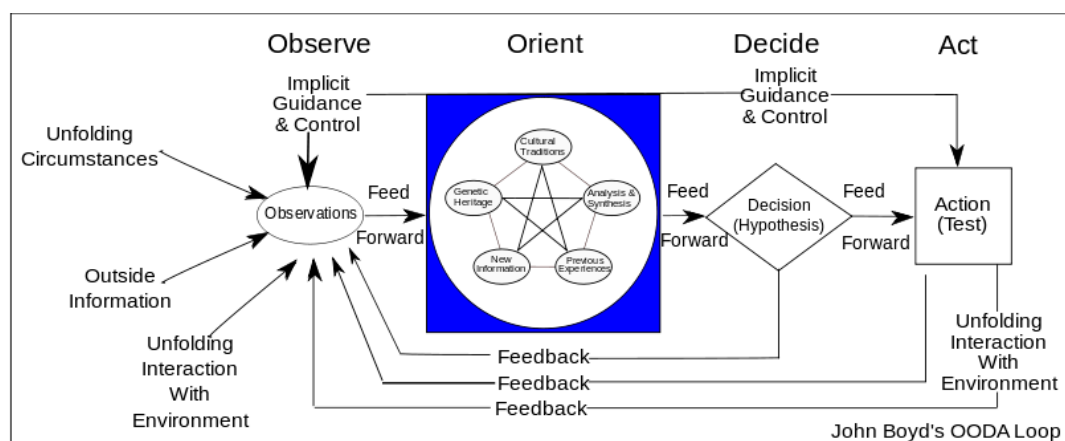 Observe
Orient
Decide
Act
Implicit
Guidance
& Control
Implicit
Guidance
& Control
Unfolding
Circumstances
Observations
Feed
Forward
Cultural
Traditions
Genetic
Heritage
Analysis &
Synthesis
New
Information
Previous
Experiences
Feed
Forward
Decision
(Hypothesis)
Feed
Forward
Action
(Test)
Outside
Information
Unfolding
Interaction
With
Environment
Unfolding
Interaction
With
Environment
Feedback
Feedback
Feedback
John Boyd's OODA Loop